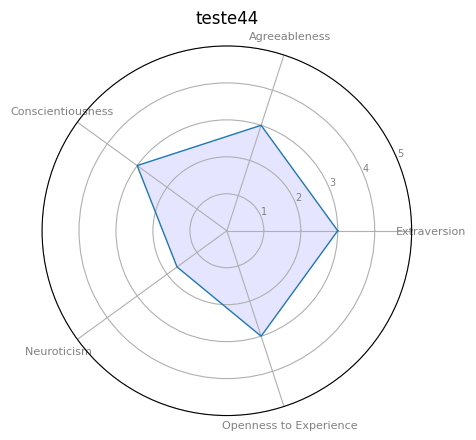 teste44
Agreeableness
Conscientiousness
5
4
3
2
1
Extraversion
Neuroticism
Openness to Experience